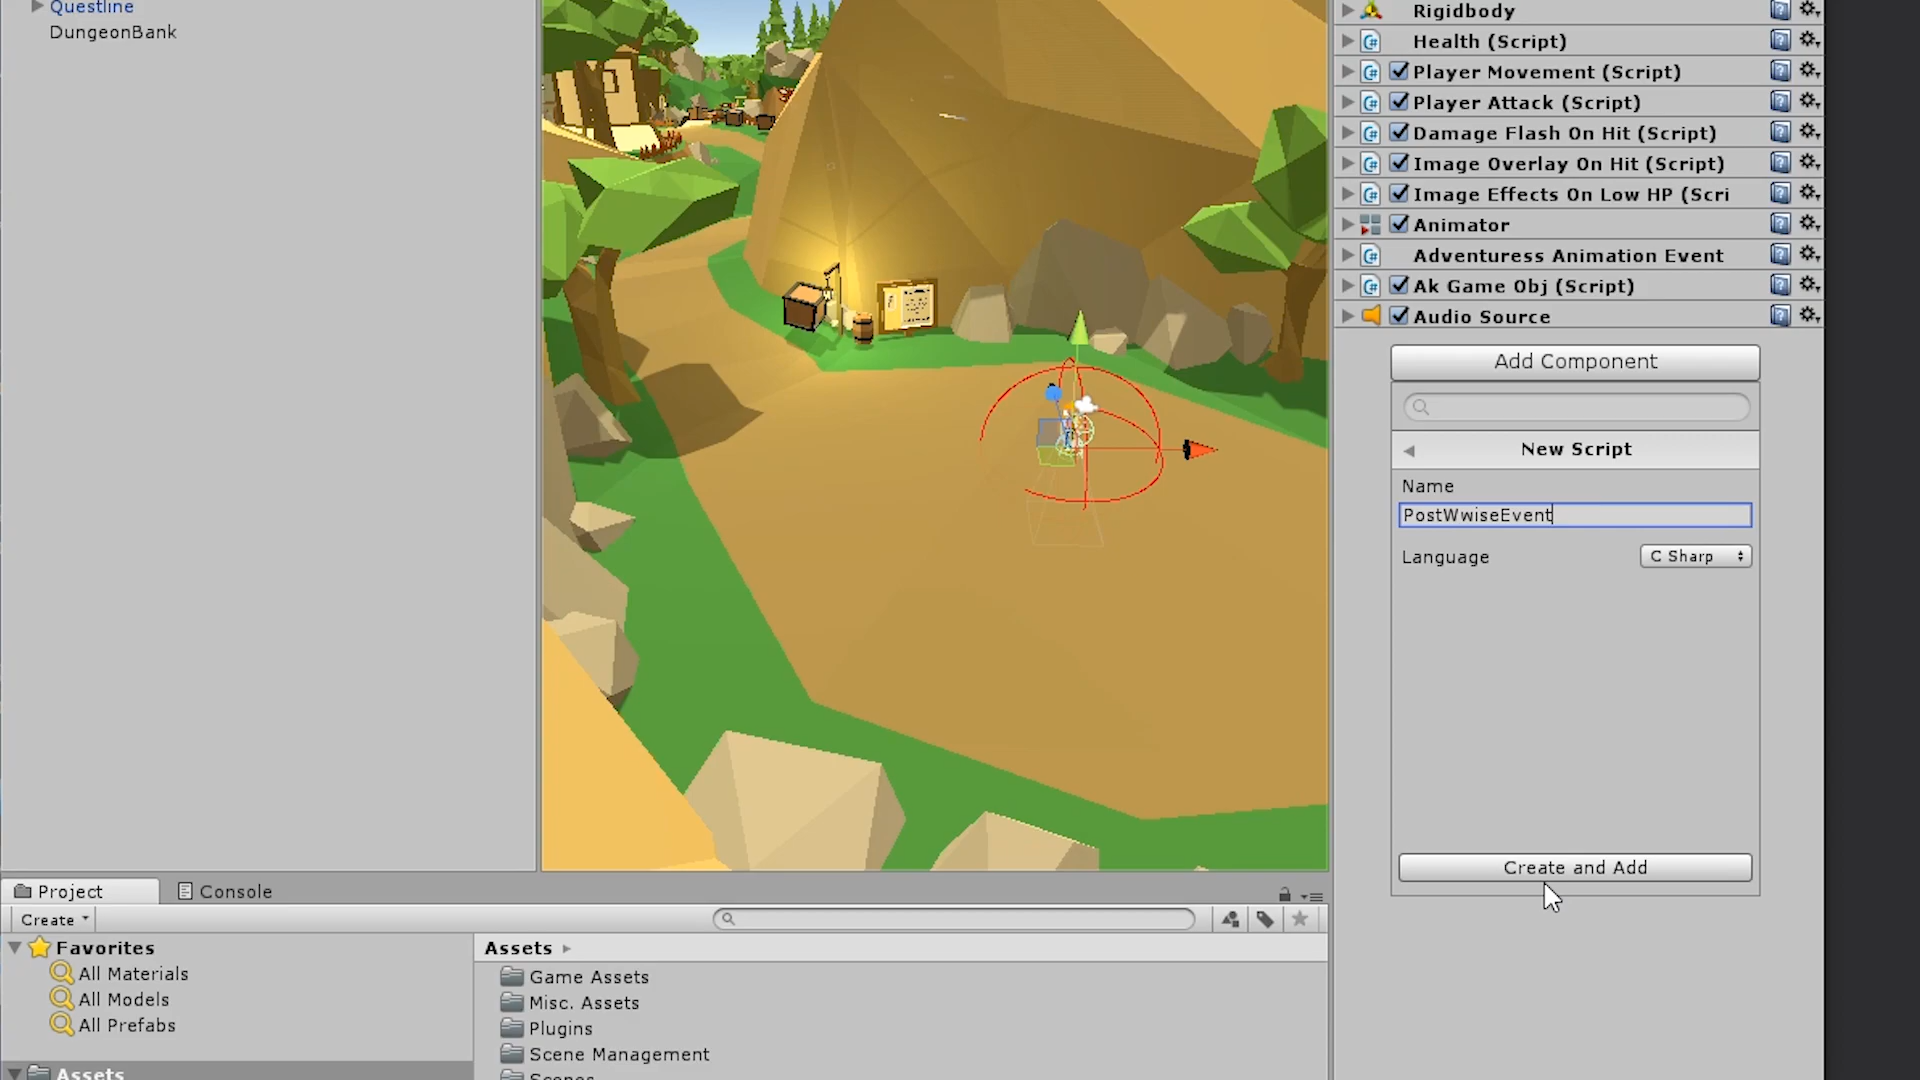 Questline
DungeonBank
Rigidbody
Health (Script)
Player Movement (Script)
Player Attack (Script)
Damage Flash On Hit (Script)
Image Overlay On Hit (Script)
Image Effects On Low HP (Scri
Animator
Adventuress Animation Event
Ak Game Obj (Script)
Audio Source
Add Component
New Script
Name
PostWwiseEvent
Language
C Sharp
Create and Add
Project
Console
Create
Favorites
All Materials
All Models
All Prefabs
Assets
Assets
Game Assets
Misc. Assets
Plugins
Scene Management
Scenes